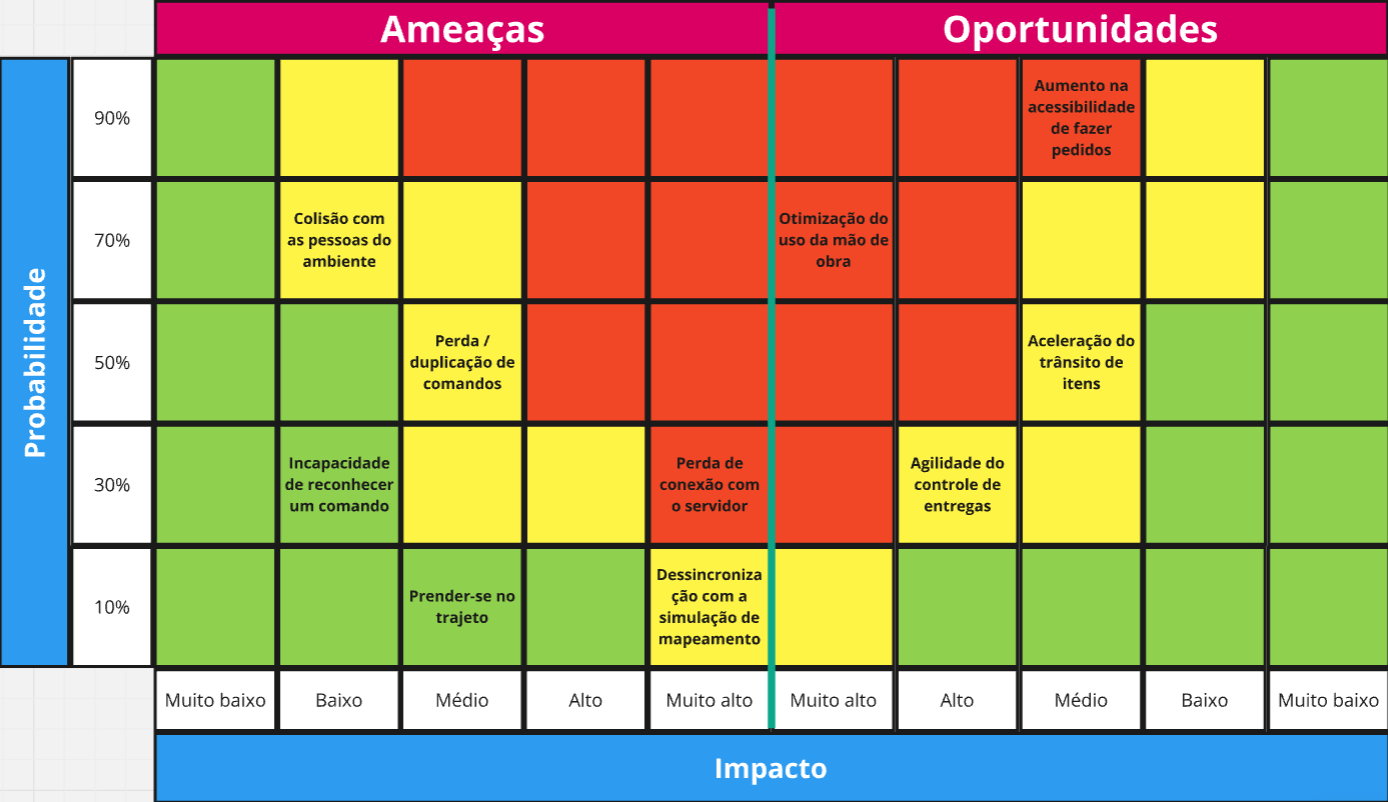 Ameaças
Oportunidades
Probabilidade
90%
Aumento na
acessibilidade
de fazer
pedidos
70%
Colisão com
as pessoas do
ambiente
Otimização do
uso da mão de
obra
50%
Perda /
duplicação de
comandos
Aceleração do
trânsito de
itens
30%
Incapacidade
de reconhecer
um comando
Perda de
conexão com
o servidor
Agilidade do
controle de
entregas
10%
Prender-se no
trajeto
Dessincroniza
ção com a
simulação de
mapeamento
Muito baixo
Baixo
Médio
Alto
Muito alto
Muito alto
Alto
Médio
Baixo
Muito baixo
Impacto